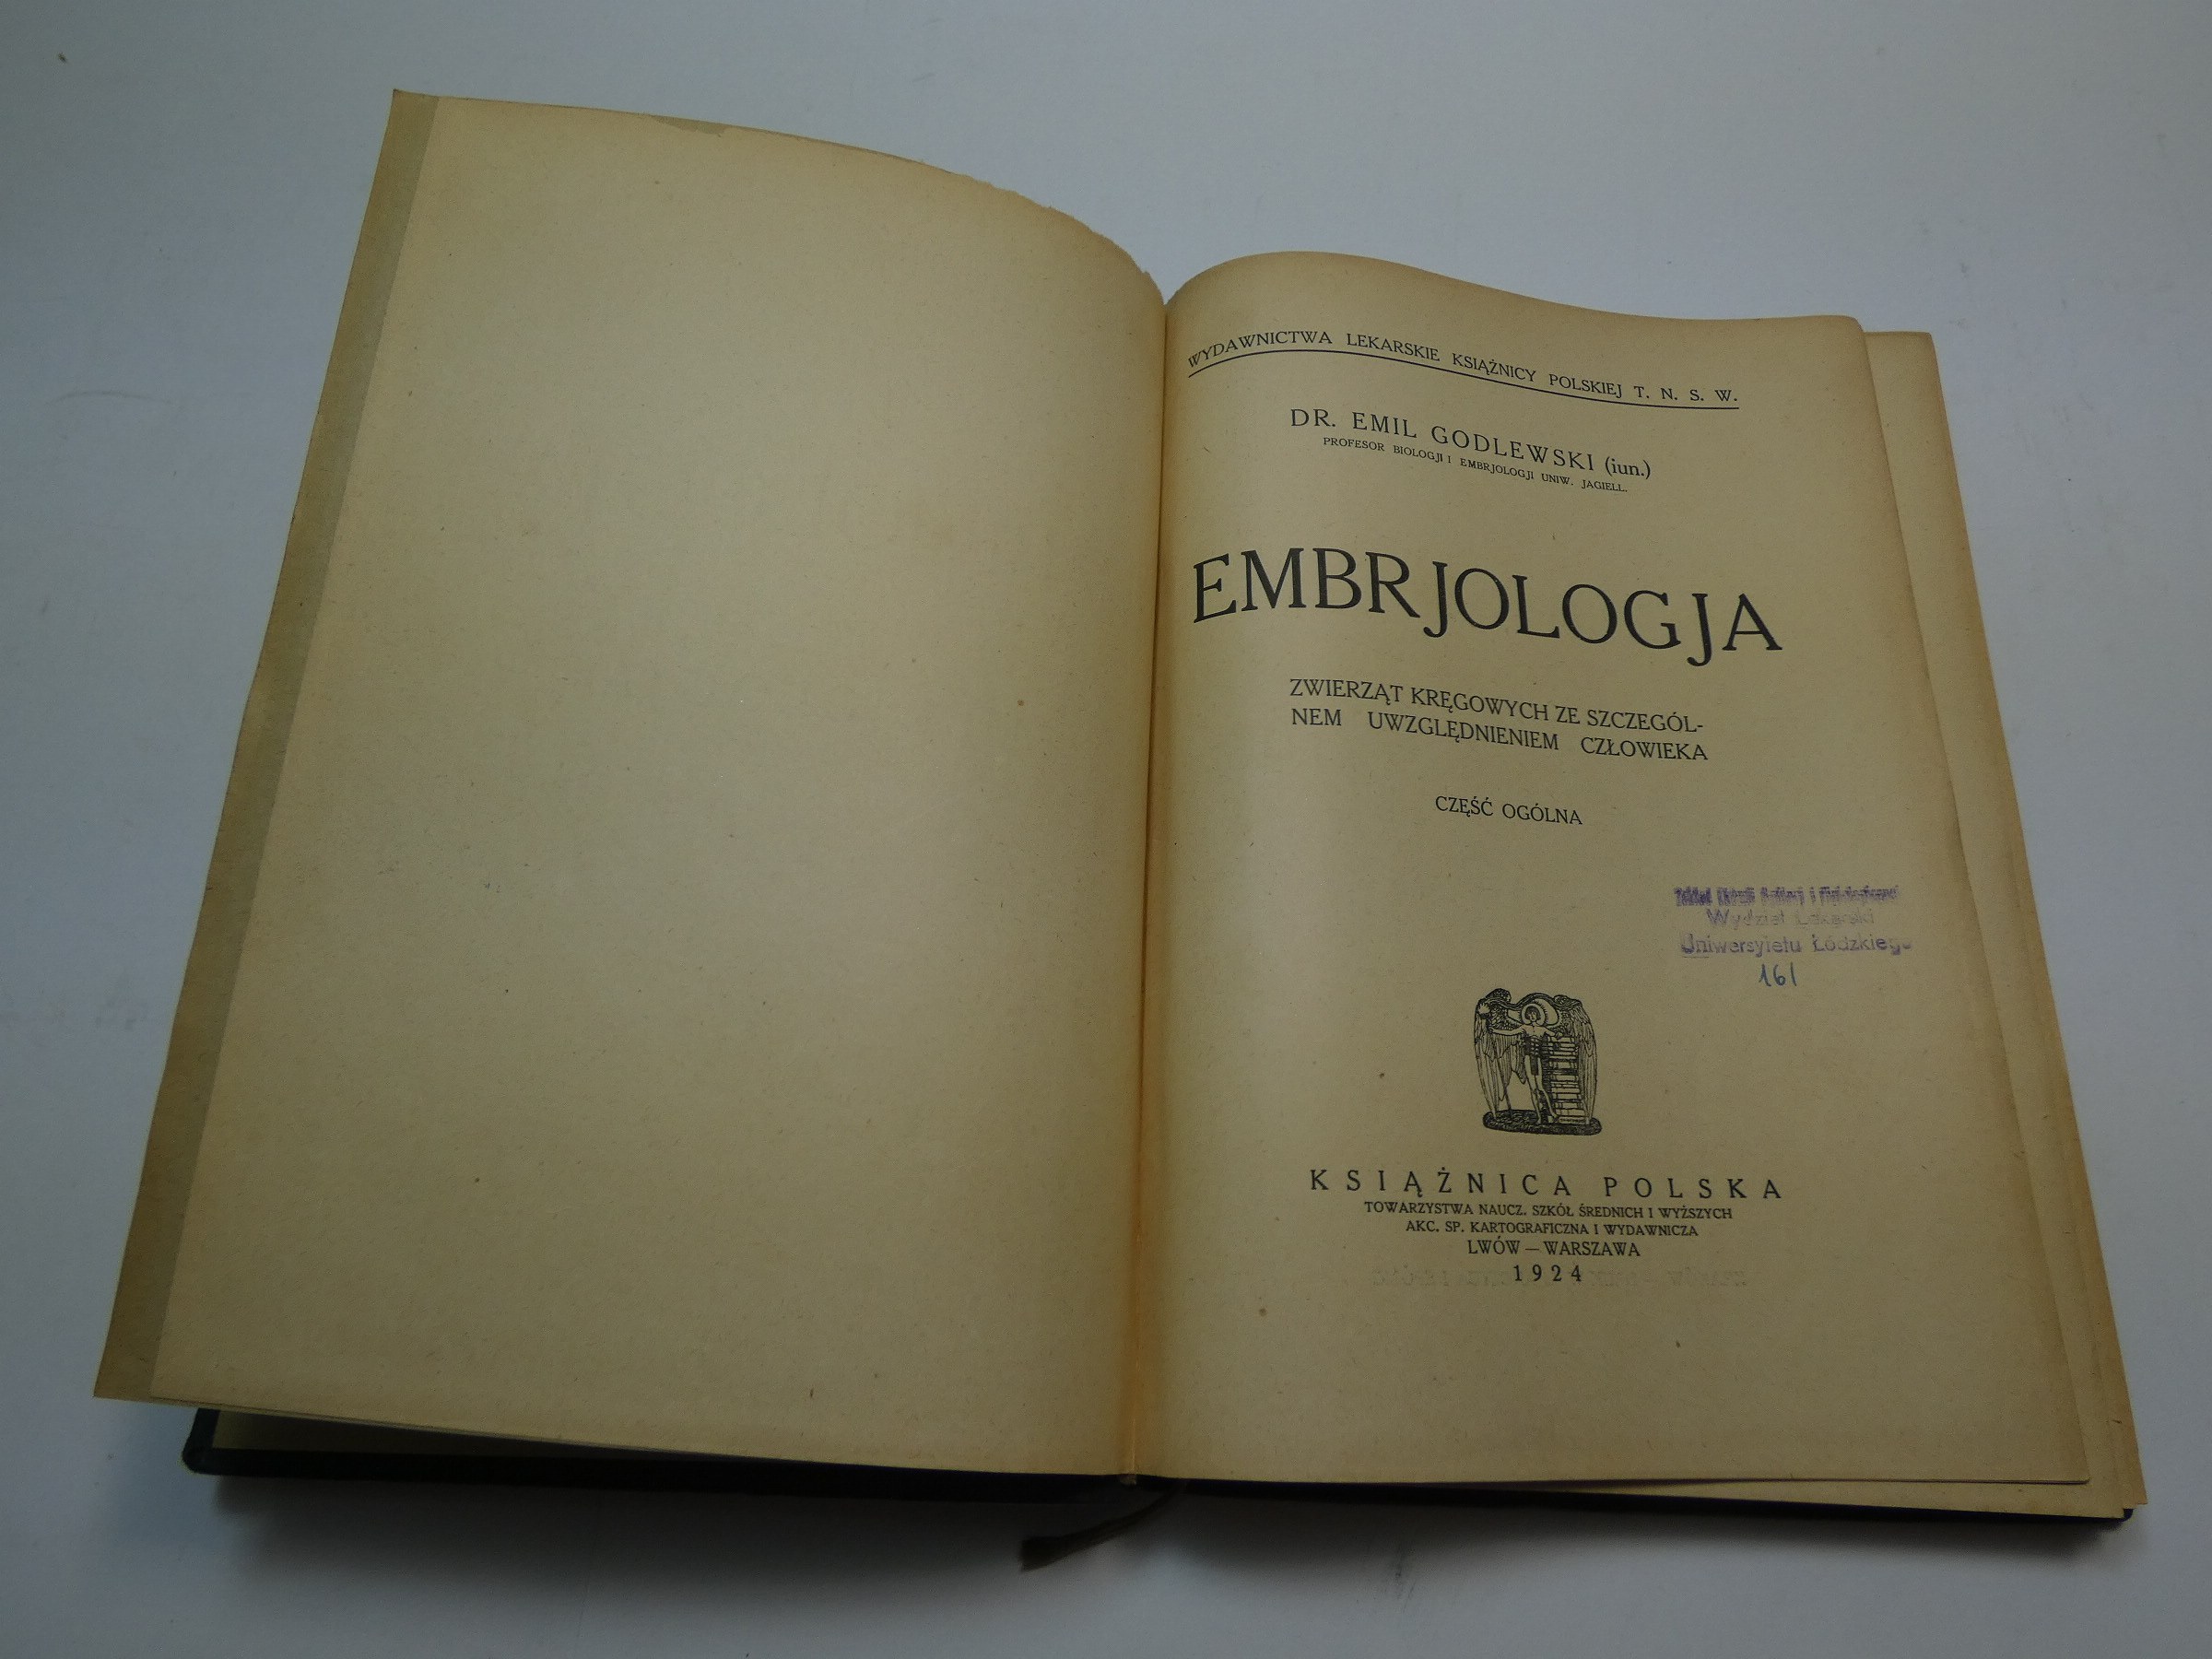 WYDAWNICTWA LEKARSKIE KSIĄŻNICY POLSKIEJ T. N. S. W.
DR. EMIL GODLEWSKI (iun.)
PROFESOR BIOLOGJI I EMBRJOLOGJI UNIW. JAGIELL.
EMBRJOLOGJA
ZWIERZĄT KRĘGOWYCH ZE SZCZEGÓL-
NEM UWZGLĘDNIENIEM CZŁOWIEKA
CZĘŚĆ OGÓLNA
Wydział Lekarski
Uniwersytetu Łódzkiego
161
KSIĄŻNICA POLSKA
TOWARZYSTWA NAUCZ. SZKÓŁ ŚREDNICH I WYŻSZYCH
AKC. SP. KARTOGRAFICZNA I WYDAWNICZA
LWÓW — WARSZAWA
1924